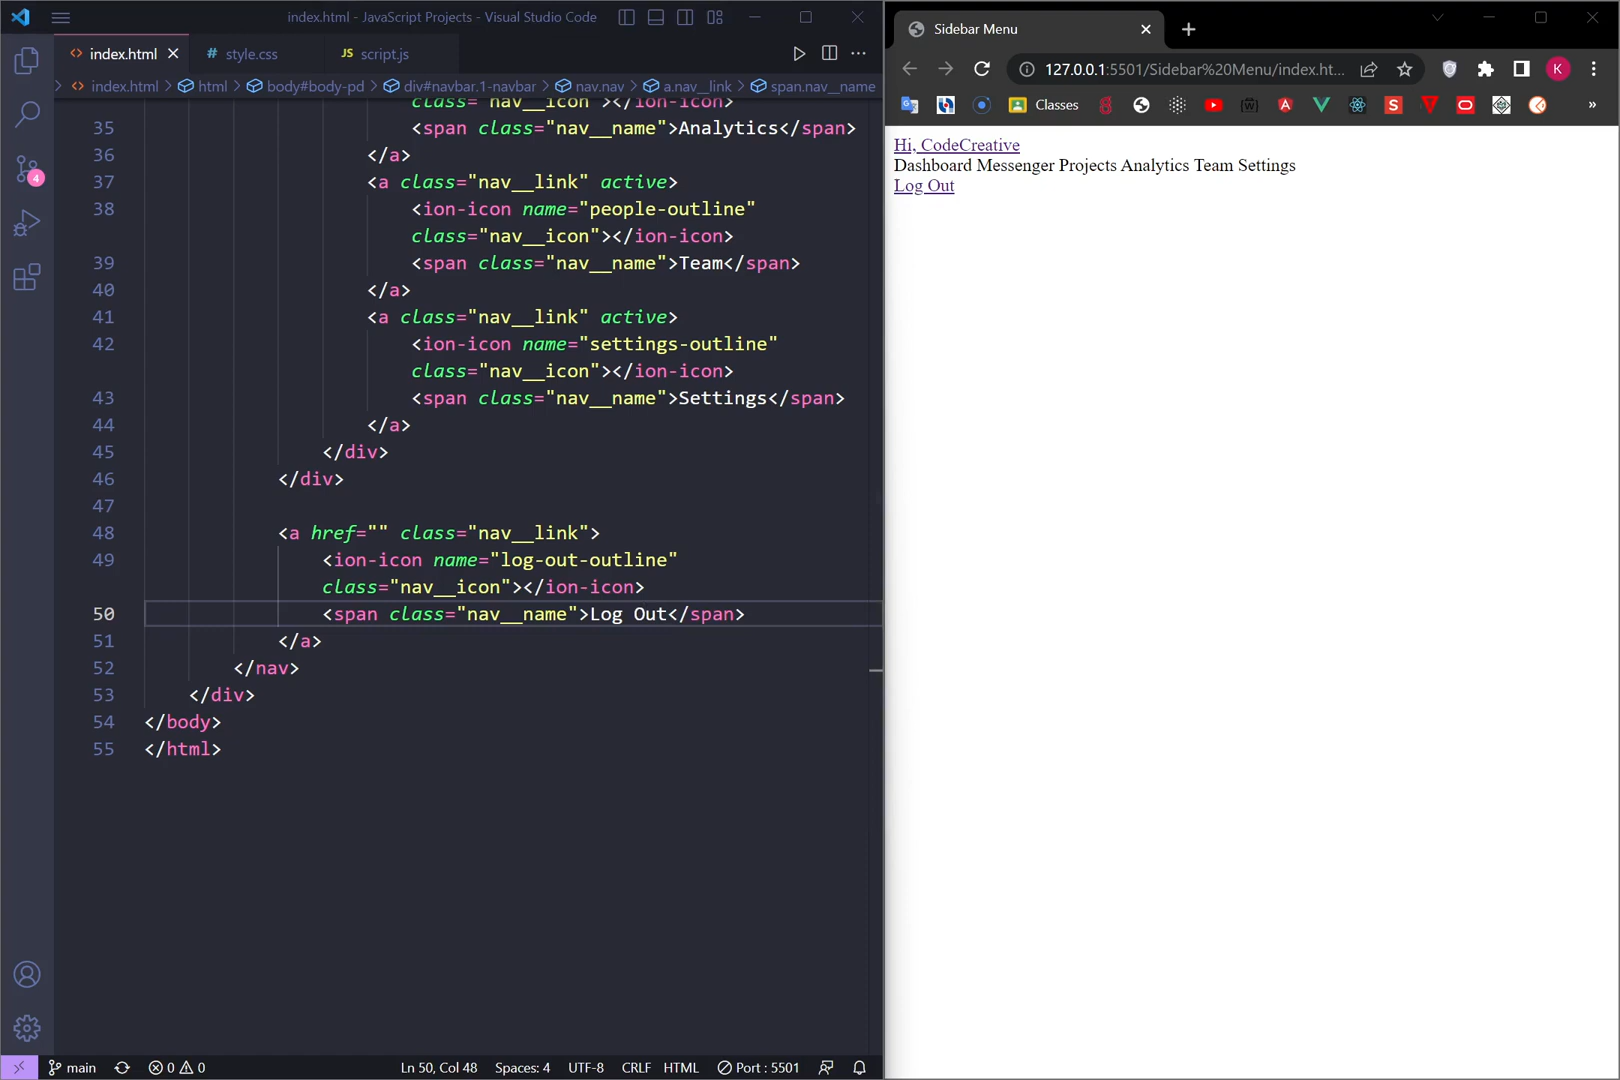 index.html - JavaScript Projects - Visual Studio Code
index.html
style.css
JS script.js
index.html > html > body#body-pd > div#navbar.1-navbar > nav.nav > a.nav__link > span.nav__name
class="nav__icon"></ion-icon>
35 <span class="nav__name">Analytics</span>
36 </a>
37 <a class="nav__link" active>
38 <ion-icon name="people-outline"
class="nav__icon"></ion-icon>
39 <span class="nav__name">Team</span>
40 </a>
41 <a class="nav__link" active>
42 <ion-icon name="settings-outline"
class="nav__icon"></ion-icon>
43 <span class="nav__name">Settings</span>
44 </a>
45 </div>
46 </div>
47
48 <a href="" class="nav__link">
49 <ion-icon name="log-out-outline"
class="nav__icon"></ion-icon>
50 <span class="nav__name">Log Out</span>
51 </a>
52 </nav>
53 </div>
54 </body>
55 </html>
4
main
0 0
Ln 50, Col 48
Spaces: 4
UTF-8
CRLF
HTML
Port : 5501
Sidebar Menu
127.0.0.1:5501/Sidebar%20Menu/index.ht...
K
Classes
S
»
Hi, CodeCreative
Dashboard Messenger Projects Analytics Team Settings
Log Out